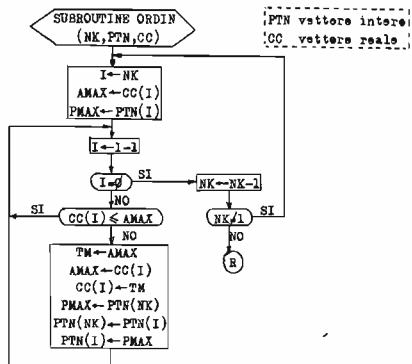 SUBROUTINE ORDIN
(NK,PTN,CC)
PTN vettore intero
CC vettore reale
I←NK
AMAX←CC(I)
PMAX←PTN(I)
I←I-1
I=Ø
SI
NK←NK-1
NO
SI
CC(I)⩽AMAX
NK≠1
SI
NO
NO
R
TM←AMAX
AMAX←CC(I)
CC(I)←TM
PMAX←PTN(NK)
PTN(NK)←PTN(I)
PTN(I)←PMAX